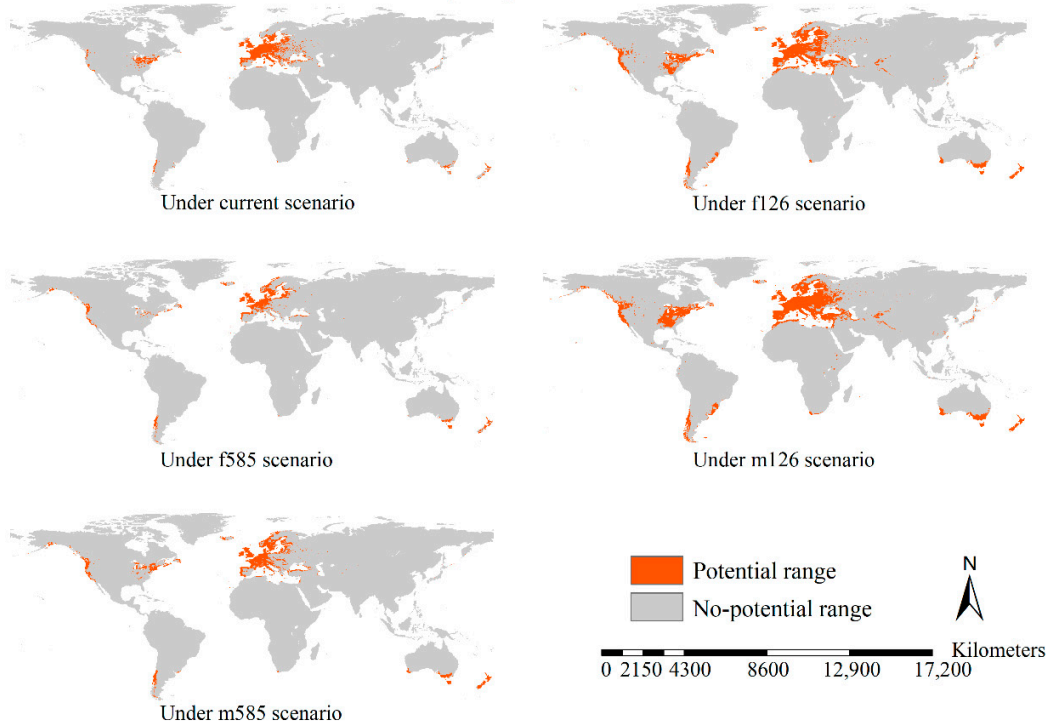 Under current scenario
Under f126 scenario
Under f585 scenario
Under m126 scenario
Under m585 scenario
Potential range
No-potential range
N
Kilometers
0 2150 4300 8600 12,900 17,200